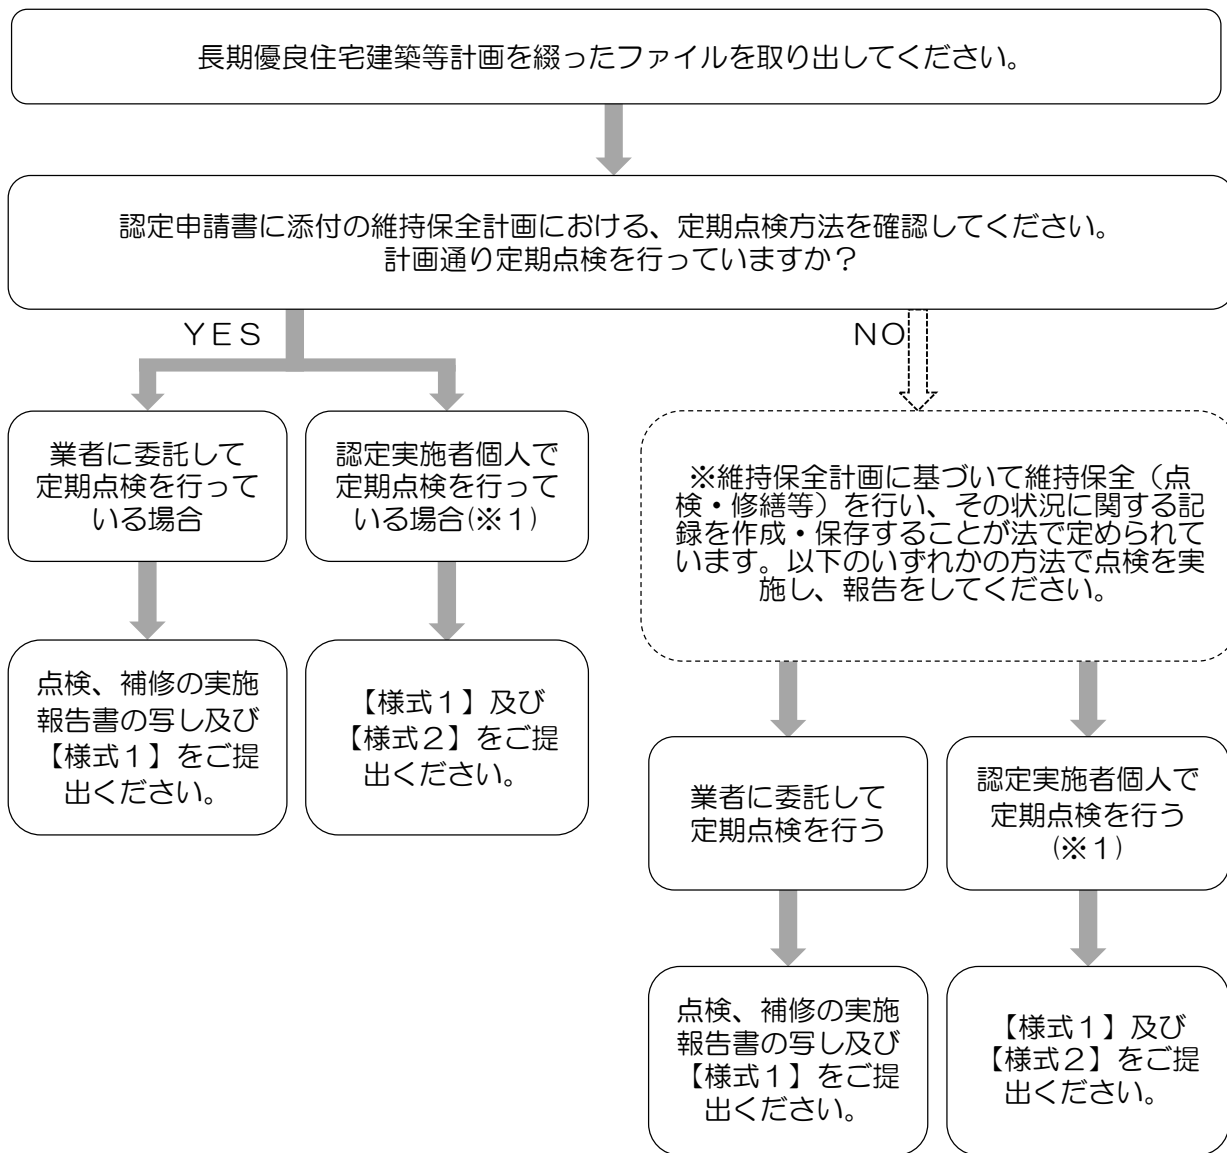 長期優良住宅建築等計画を綴ったファイルを取り出してください。
認定申請書に添付の維持保全計画における、定期点検方法を確認してください。
計画通り定期点検を行っていますか？
YES
NO
業者に委託して
定期点検を行って
いる場合
認定実施者個人で
定期点検を行って
いる場合(※１)
※維持保全計画に基づいて維持保全（点
検・修繕等）を行い、その状況に関する記
録を作成・保存することが法で定められて
います。以下のいずれかの方法で点検を実
施し、報告をしてください。
点検、補修の実施
報告書の写し及び
【様式１】をご提
出ください。
【様式１】及び
【様式２】をご提
出ください。
業者に委託して
定期点検を行う
認定実施者個人で
定期点検を行う
(※１)
点検、補修の実施
報告書の写し及び
【様式１】をご提
出ください。
【様式１】及び
【様式２】をご提
出ください。